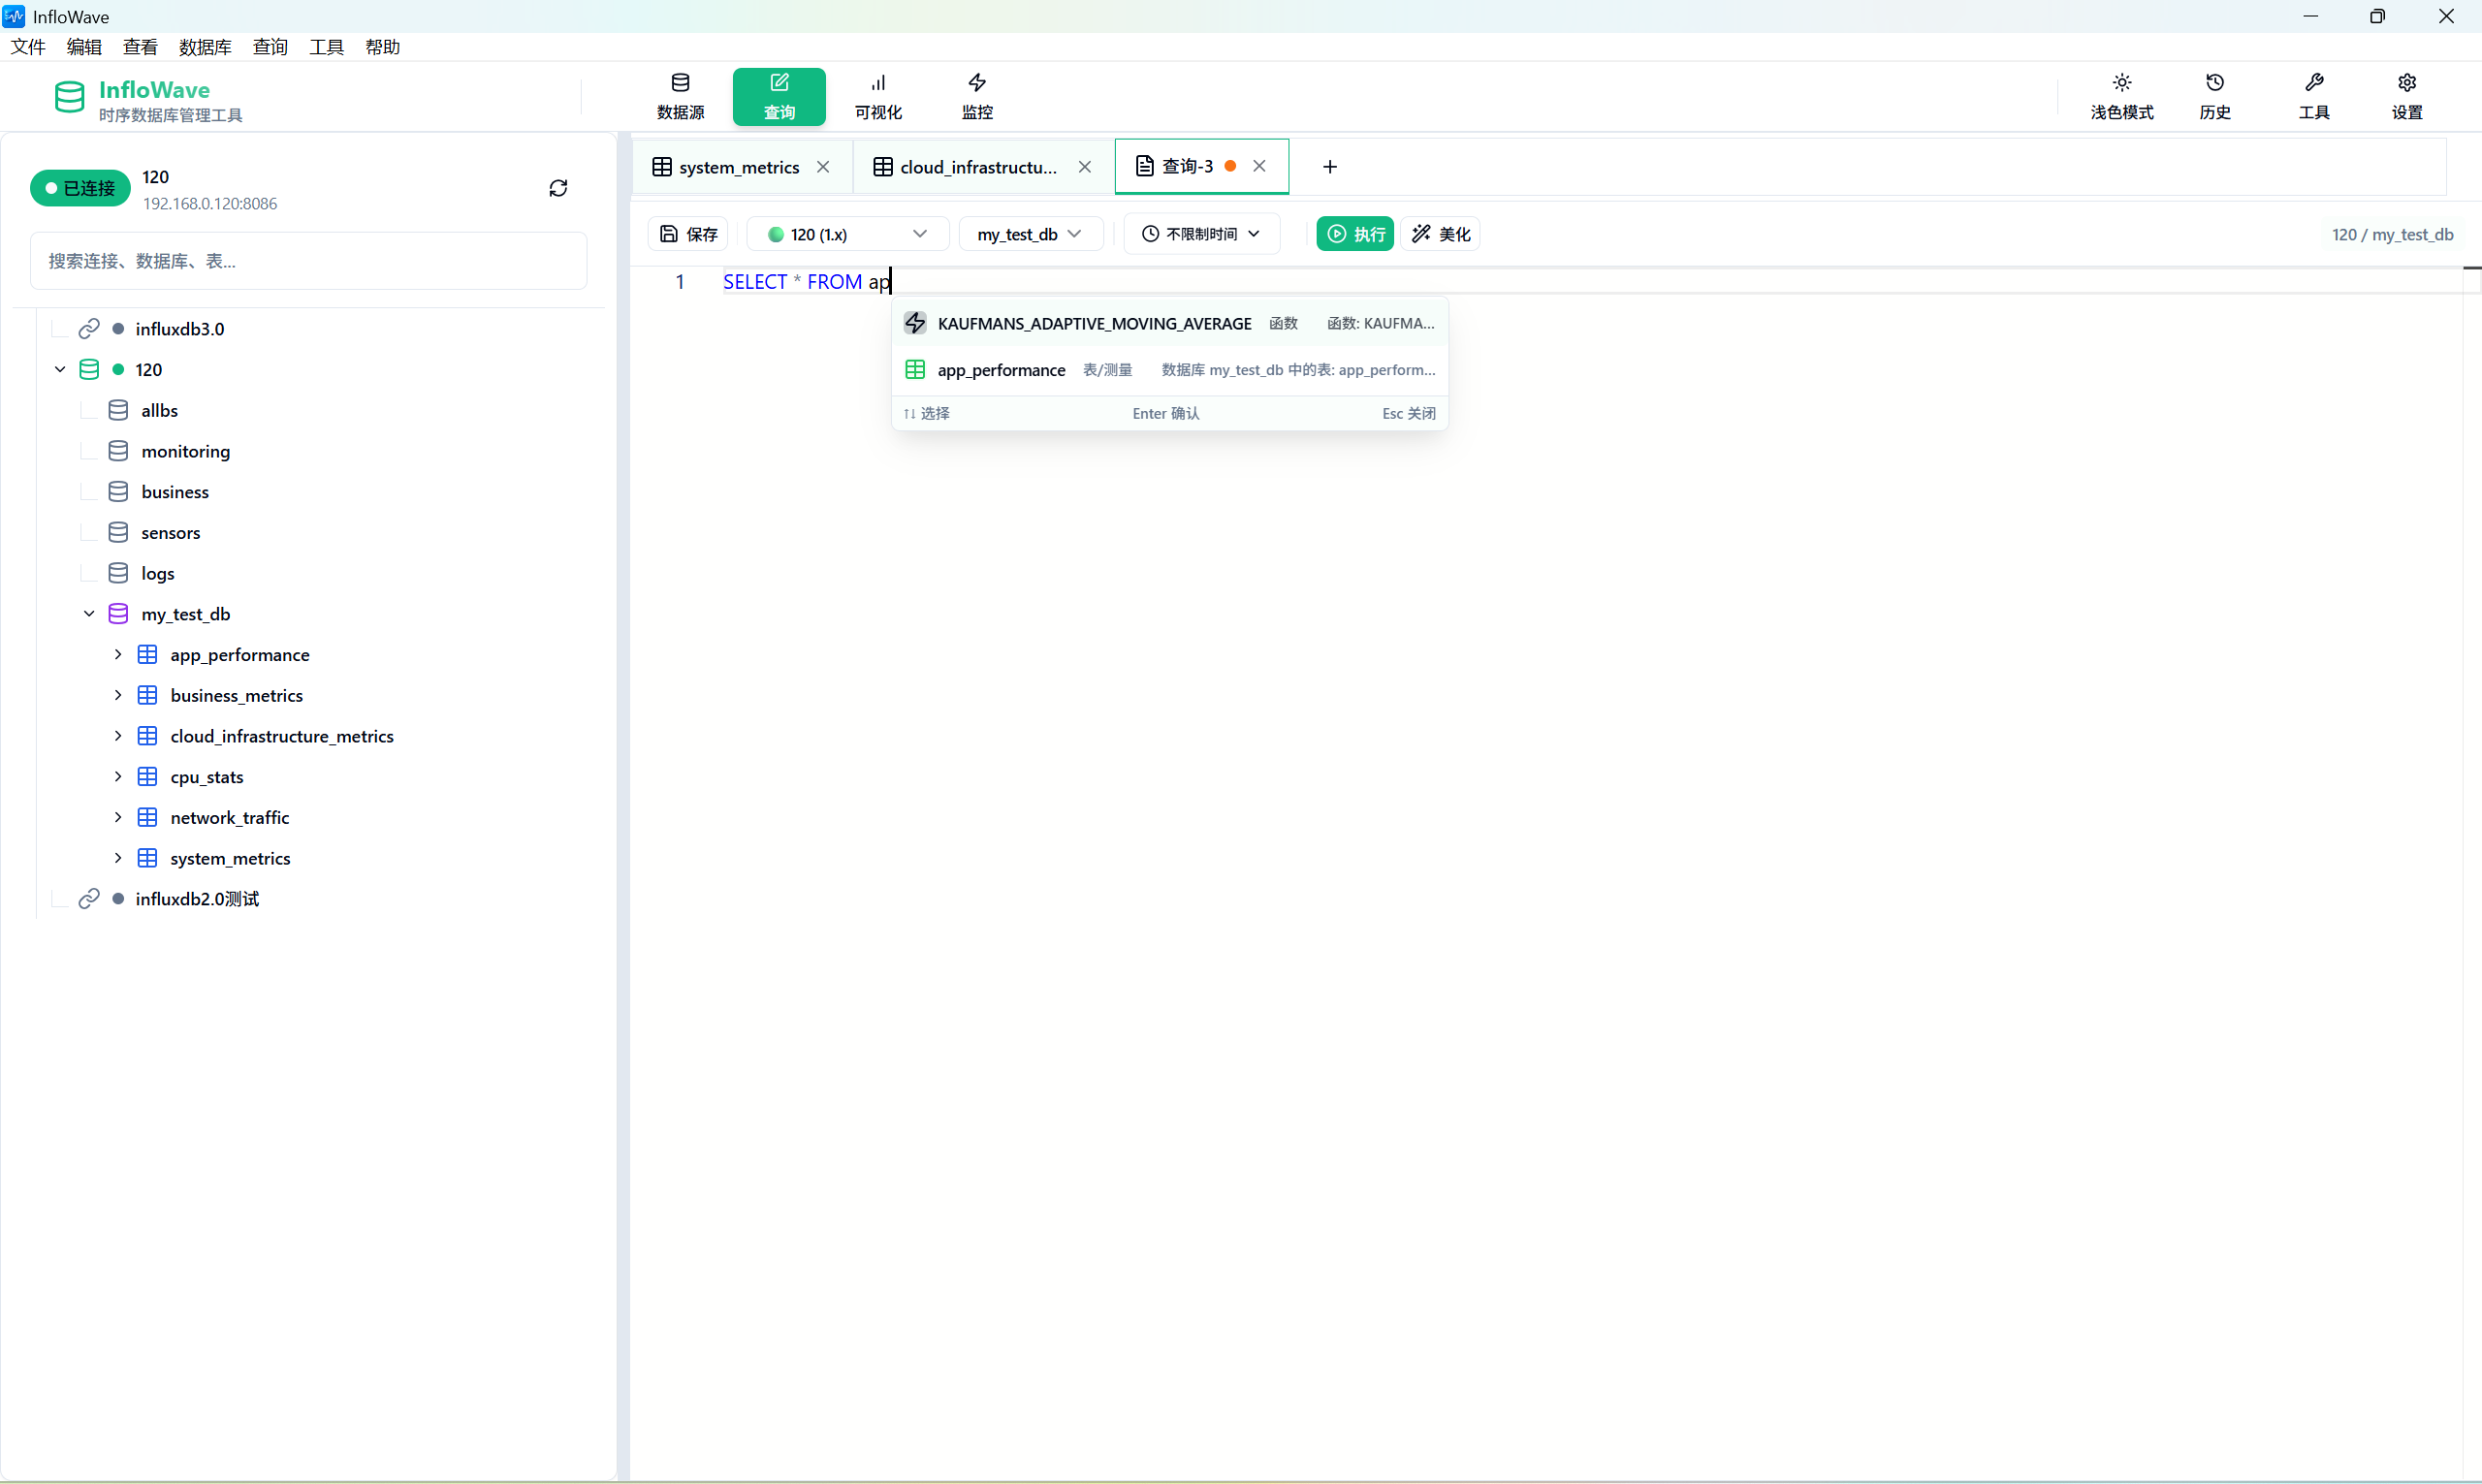 InfloWave
文件 编辑 查看 数据库 查询 工具 帮助
InfloWave
时序数据库管理工具
数据源 查询 可视化 监控 浅色模式 历史 工具 设置
已连接 120
192.168.0.120:8086
搜索连接、数据库、表...
influxdb3.0
120
allbs
monitoring
business
sensors
logs
my_test_db
app_performance
business_metrics
cloud_infrastructure_metrics
cpu_stats
network_traffic
system_metrics
influxdb2.0测试
system_metrics cloud_infrastructu... 查询-3
保存 120 (1.x) my_test_db 不限制时间 执行 美化 120 / my_test_db
1 SELECT * FROM ap
KAUFMANS_ADAPTIVE_MOVING_AVERAGE 函数 函数: KAUFMA...
app_performance 表/测量 数据库 my_test_db 中的表: app_perform...
↑↓ 选择 Enter 确认 Esc 关闭